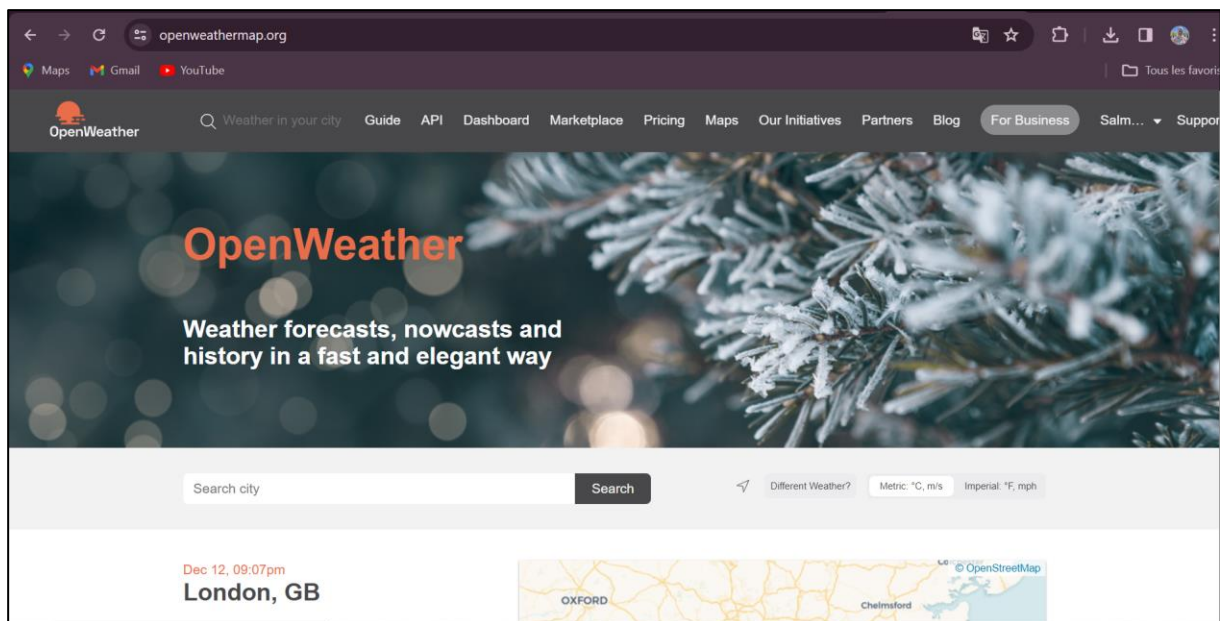 openweathermap.org
Maps Gmail YouTube Tous les favoris
OpenWeather Weather in your city Guide API Dashboard Marketplace Pricing Maps Our Initiatives Partners Blog For Business Salm... Suppor
OpenWeather
Weather forecasts, nowcasts and
history in a fast and elegant way
Search city Search Different Weather? Metric: °C, m/s Imperial: °F, mph
Dec 12, 09:07pm
London, GB
© OpenStreetMap
OXFORD
Chelmsford